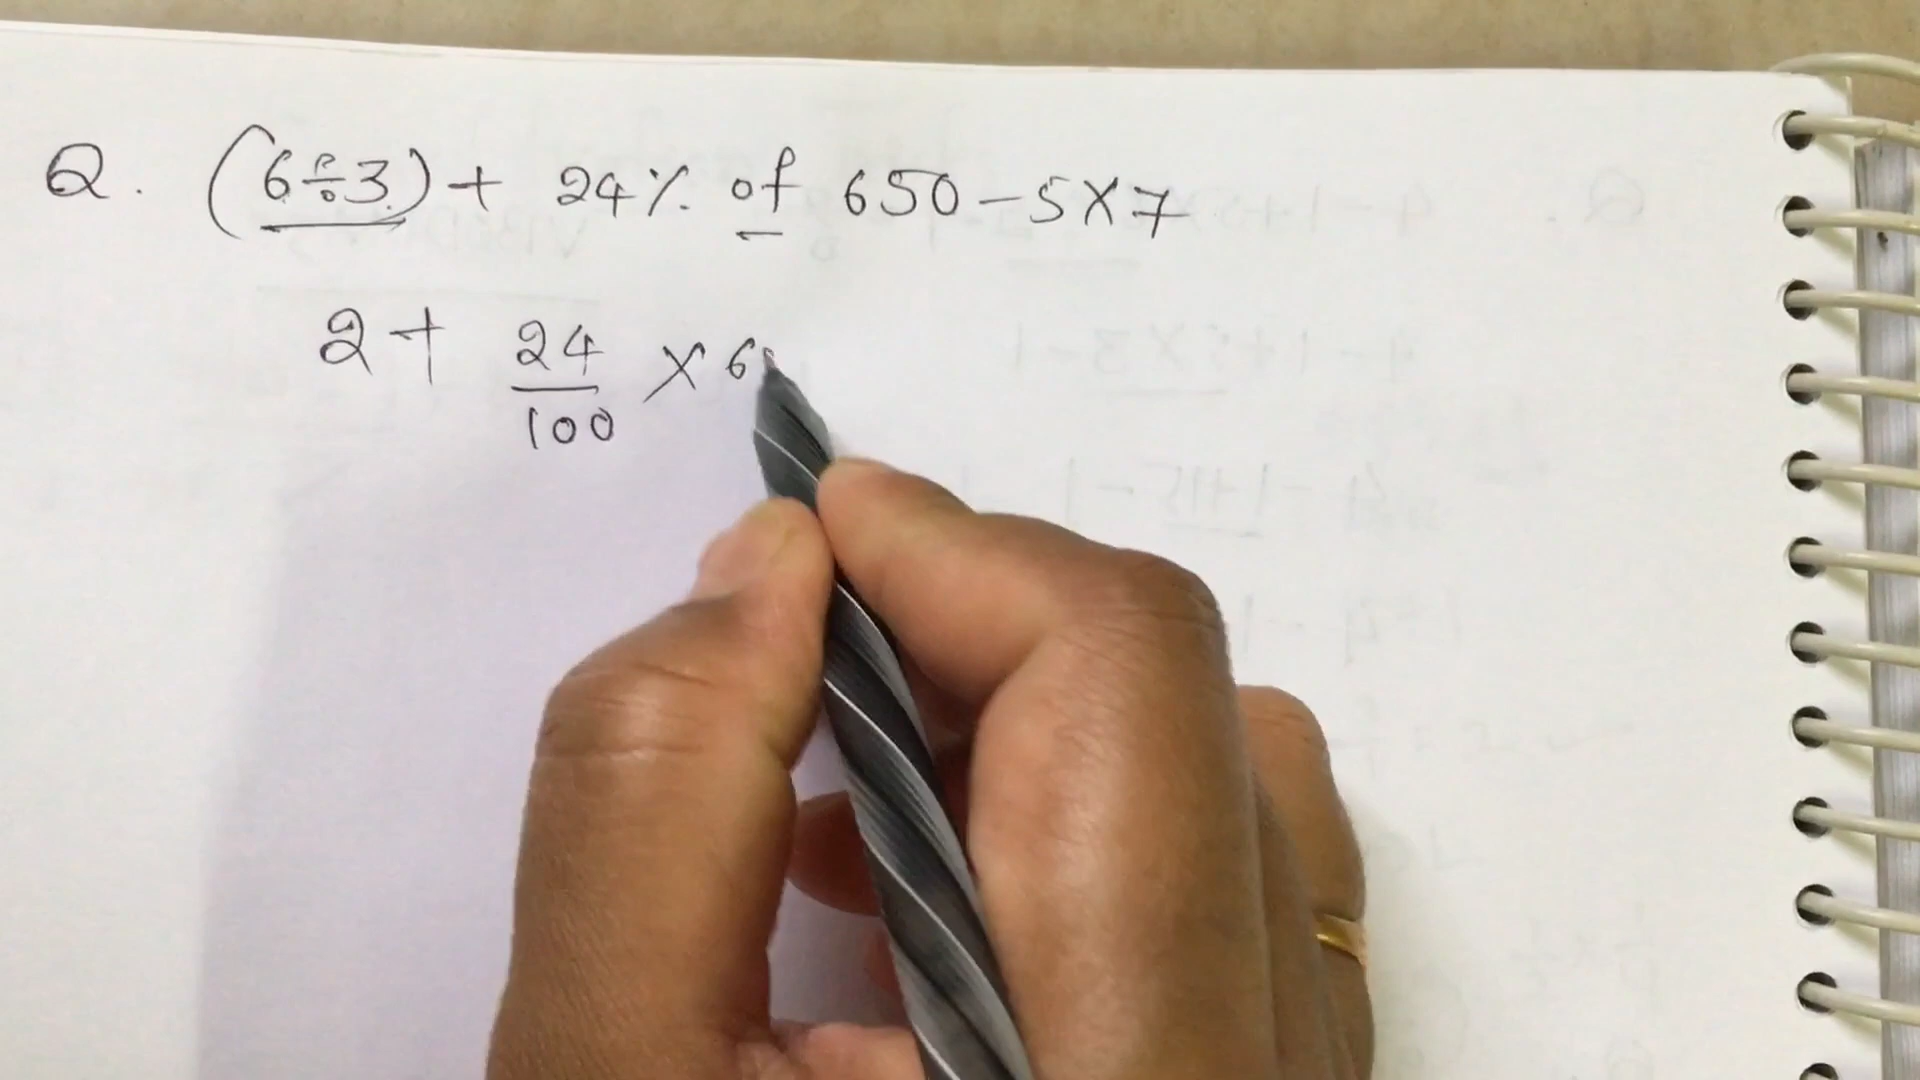 Q. (6÷3)+ 24% of 650-5×7
2+ 24/100 × 6